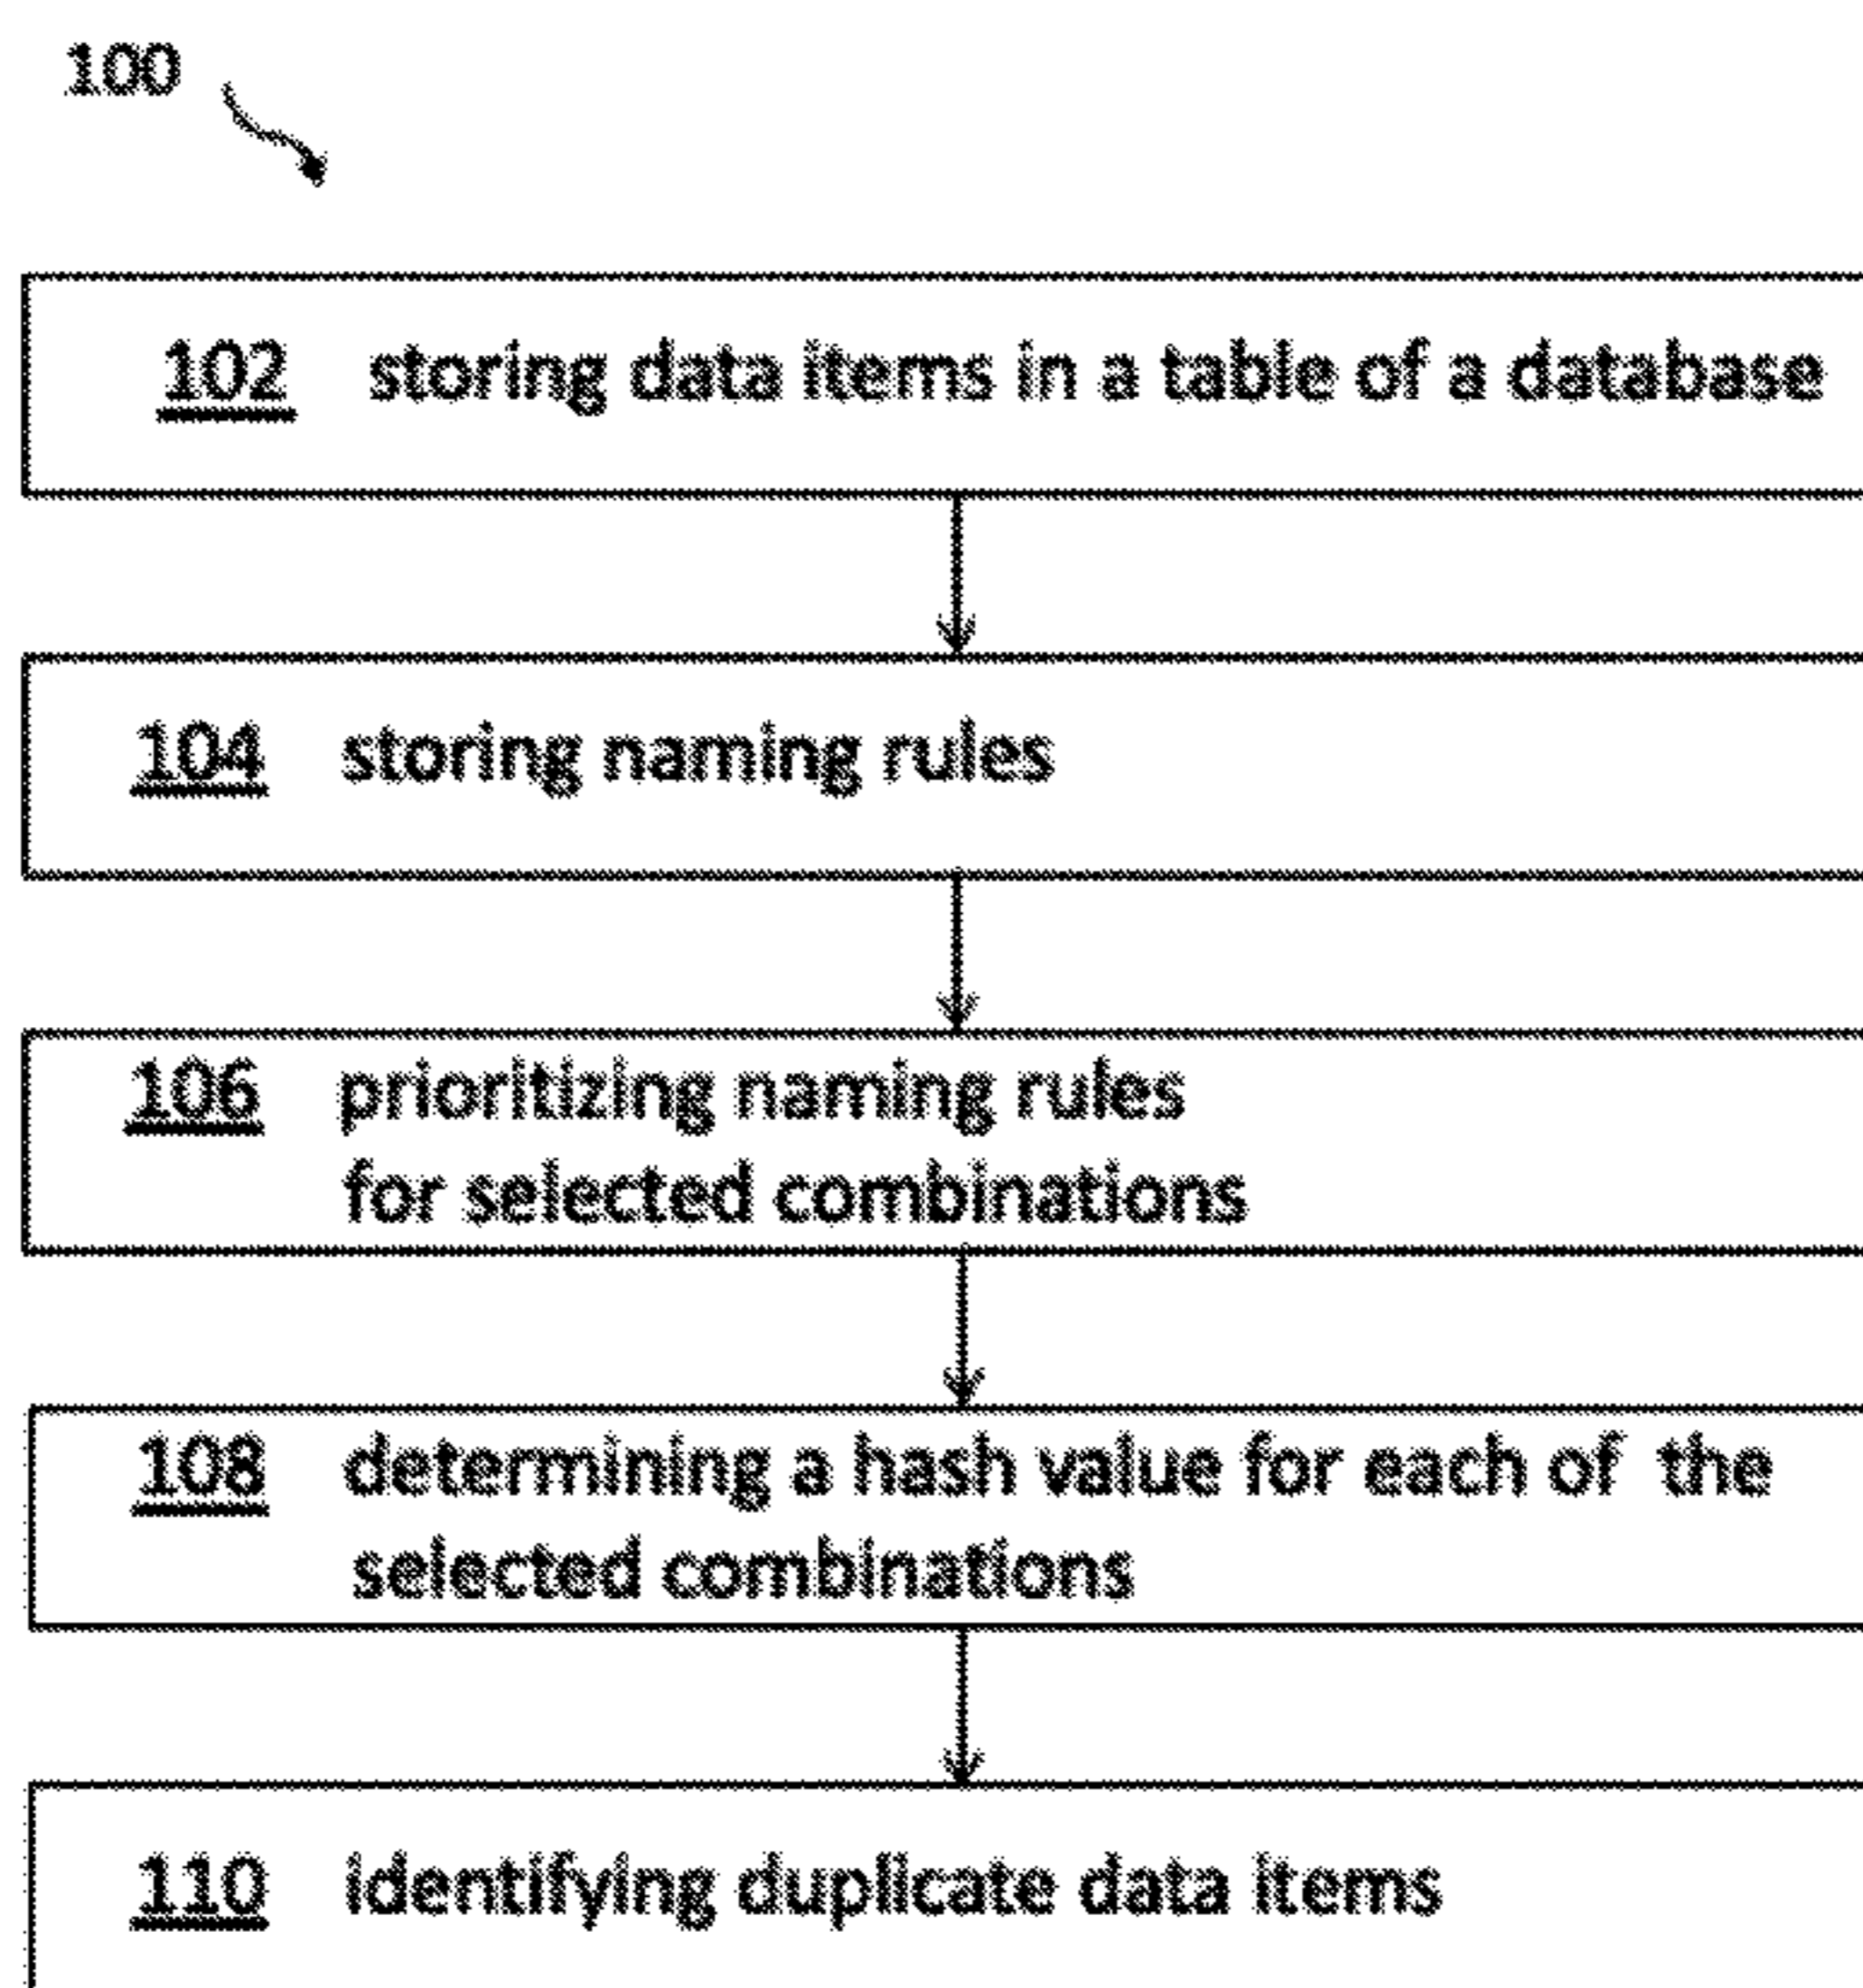 100
102 storing data items in a table of a database
104 storing naming rules
106 prioritizing naming rules
for selected combinations
108 determining a hash value for each of the
selected combinations
110 identifying duplicate data items